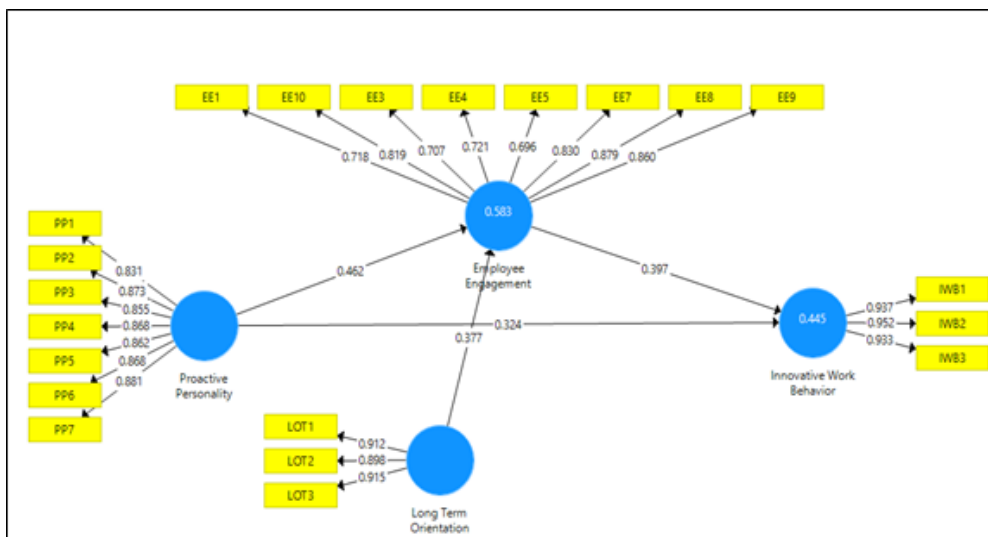 EE1 EE10 EE3 EE4 EE5 EE7 EE8 EE9
0.718 0.819 0.707 0.721 0.696 0.830 0.879 0.860
0.583
Employee
Engagement
PP1
PP2
PP3
PP4
PP5
PP6
PP7
0.831
0.873
0.855
0.868
0.862
0.868
0.881
Proactive
Personality
0.462
0.397
0.324
0.377
0.445
Innovative Work
Behavior
0.937
0.952
0.933
IWB1
IWB2
IWB3
LOT1
LOT2
LOT3
0.912
0.898
0.915
Long Term
Orientation